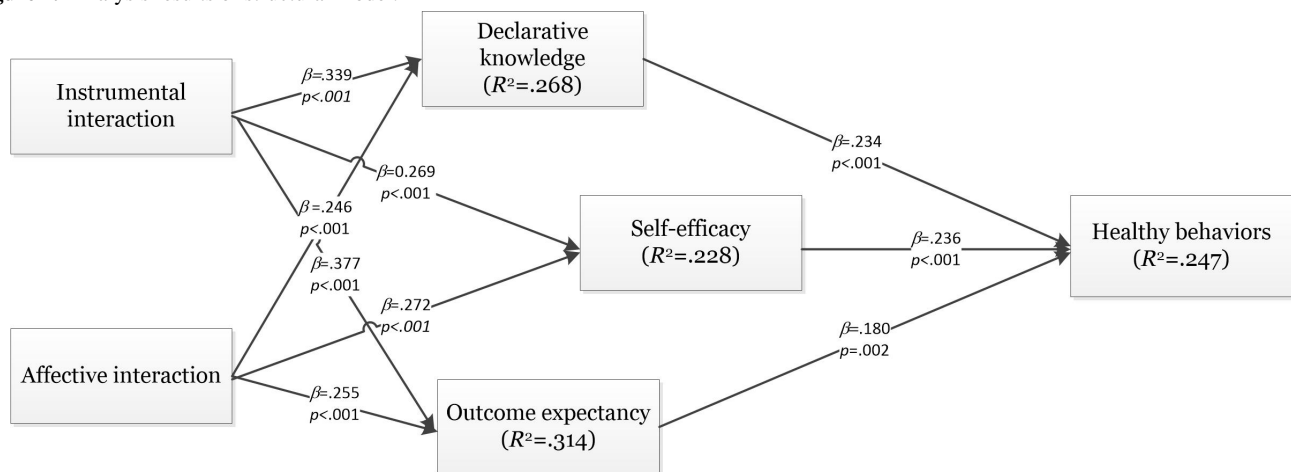 Declarative
knowledge
(R²=.268)
Instrumental
interaction
β=.339
p<.001
β=.234
p<.001
β=0.269
p<.001
β=.246
p<.001
Self-efficacy
(R²=.228)
β=.236
p<.001
Healthy behaviors
(R²=.247)
β=.377
p<.001
β=.272
p<.001
β=.180
p=.002
Affective interaction
β=.255
p<.001
Outcome expectancy
(R²=.314)